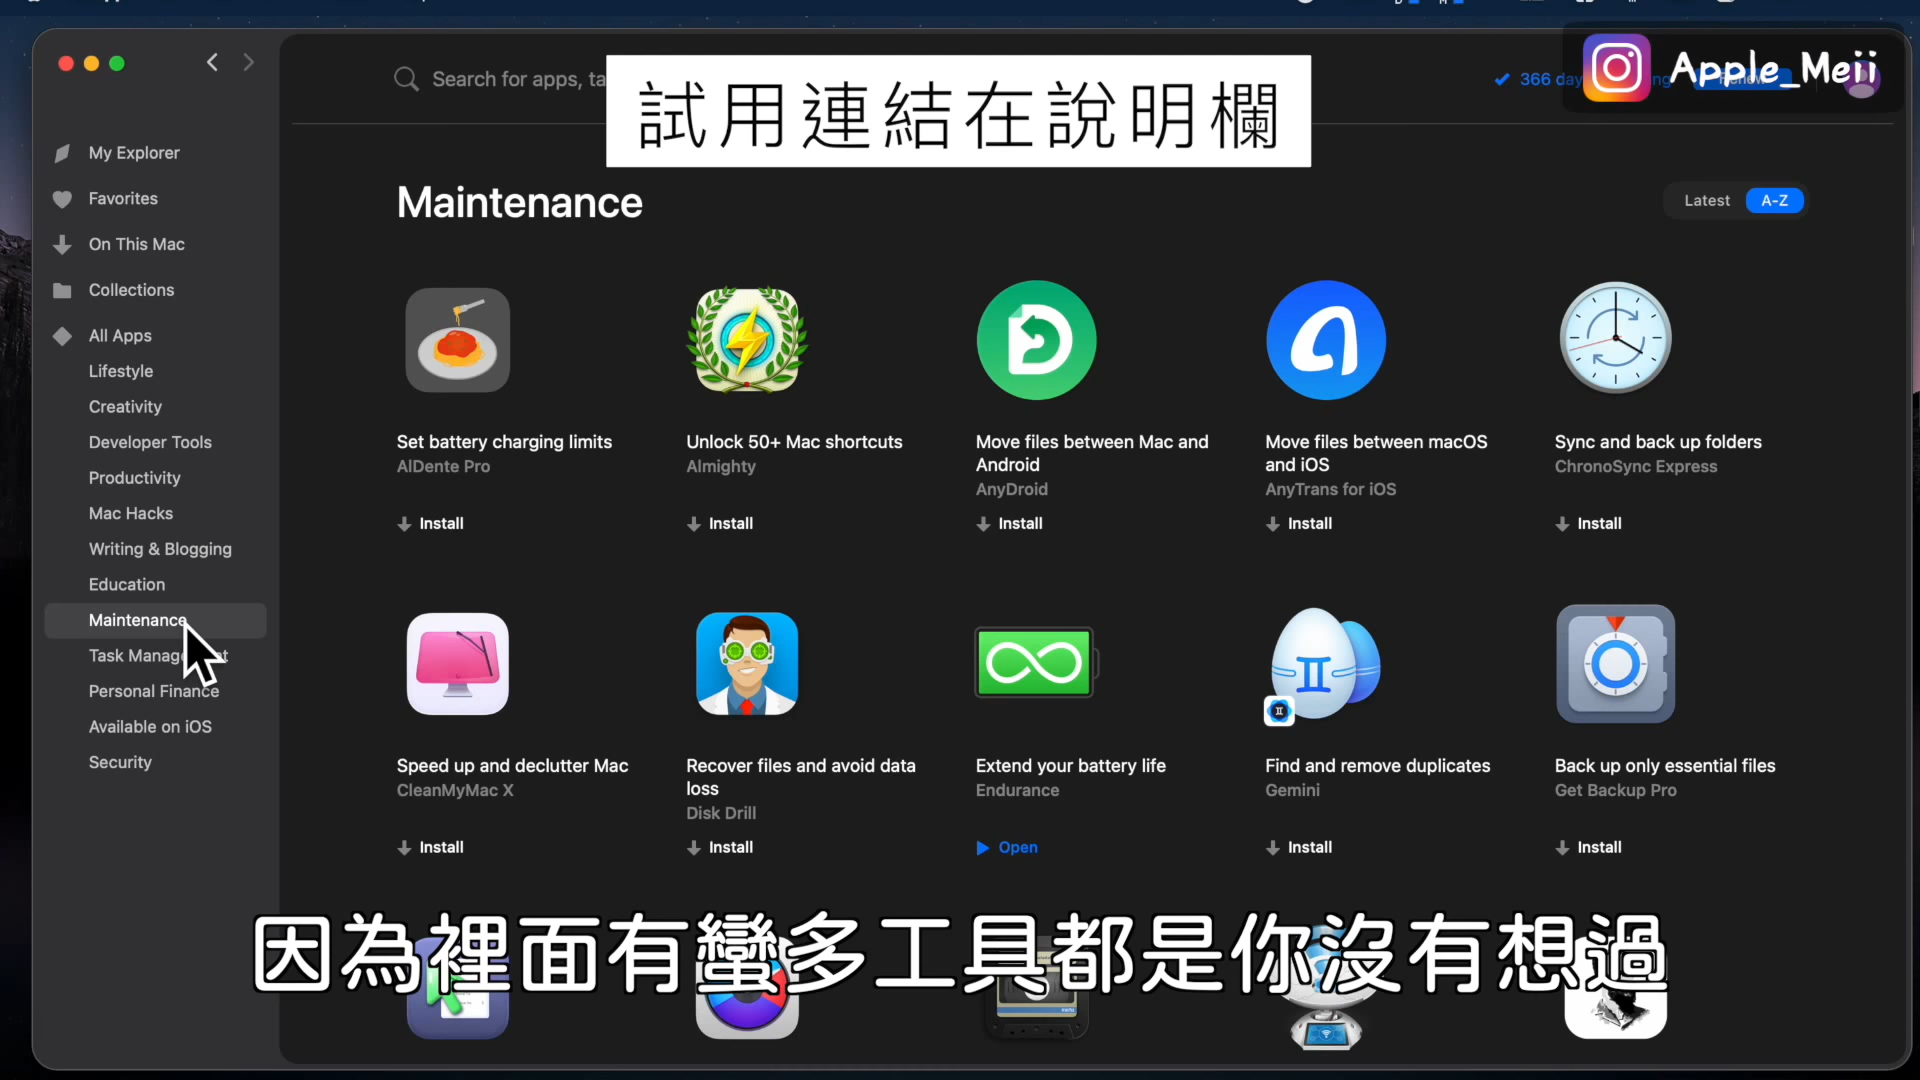 Search for apps, ta
試用連結在說明欄
366 day
Apple_Meii
My Explorer
Favorites
On This Mac
Collections
All Apps
Lifestyle
Creativity
Developer Tools
Productivity
Mac Hacks
Writing & Blogging
Education
Maintenance
Task Manag
Personal Finance
Available on iOS
Security
Maintenance
Latest
A-Z
Set battery charging limits
AlDente Pro
Install
Unlock 50+ Mac shortcuts
Almighty
Install
Move files between Mac and
Android
AnyDroid
Install
Move files between macOS
and iOS
AnyTrans for iOS
Install
Sync and back up folders
ChronoSync Express
Install
Speed up and declutter Mac
CleanMyMac X
Install
Recover files and avoid data
loss
Disk Drill
Install
Extend your battery life
Endurance
Open
Find and remove duplicates
Gemini
Install
Back up only essential files
Get Backup Pro
Install
因為裡面有蠻多工具都是你沒有想過